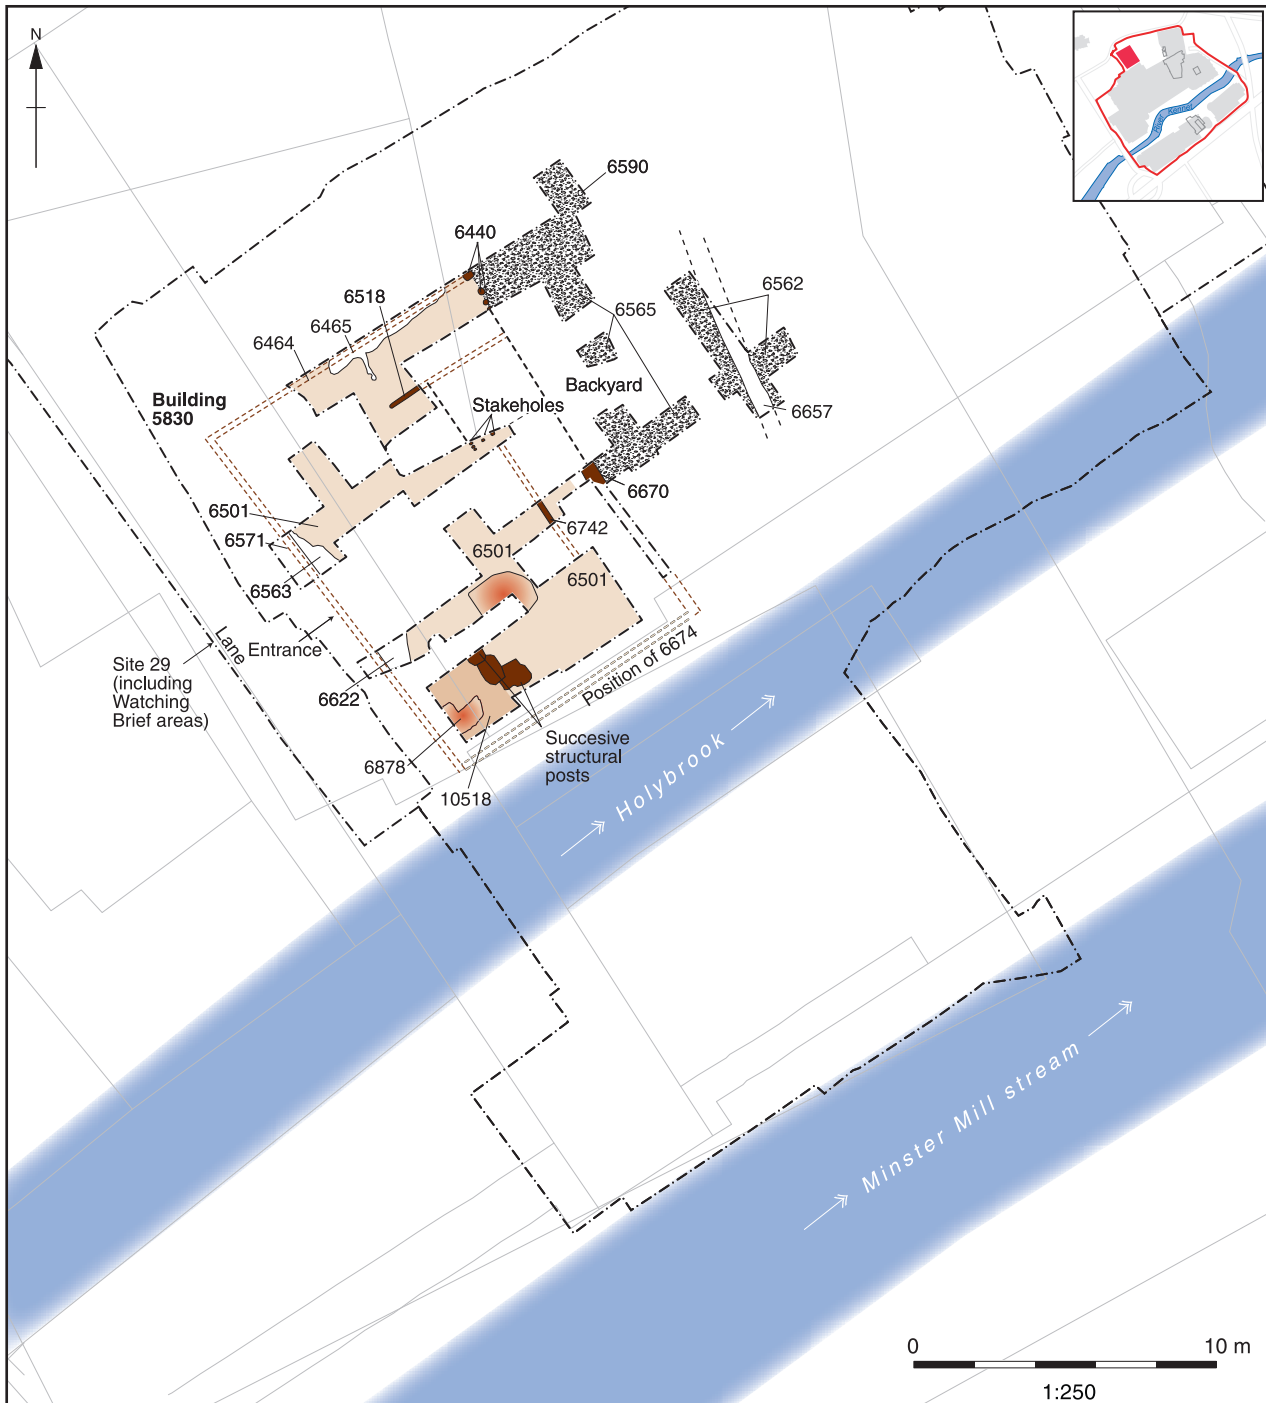 N
River Kennet
6590
6440
6518
6562
6465
6565
6464
Backyard
Building
5830
Stakeholes
6657
6670
6501
6742
6571
6501
6563
6501
Lane
Entrance
Site 29
(including
Watching
Brief areas)
6622
Position of 6674
6878
Succesive
structural
posts
10518
Holybrook
Minster Mill stream
0 10 m
1:250